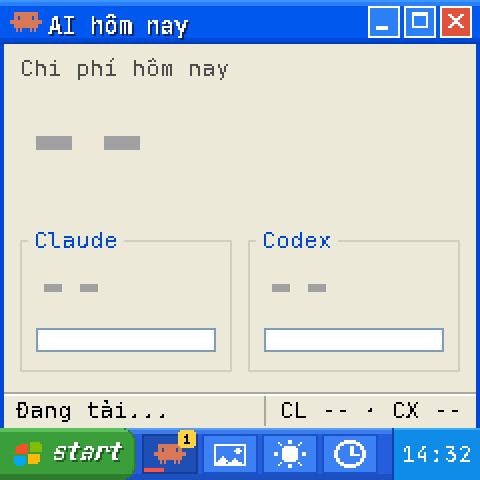 AI hôm nay
Chi phí hôm nay
-- 
Claude
Codex
--
--
Đang tải...
CL -- · CX --
start
1
14:32